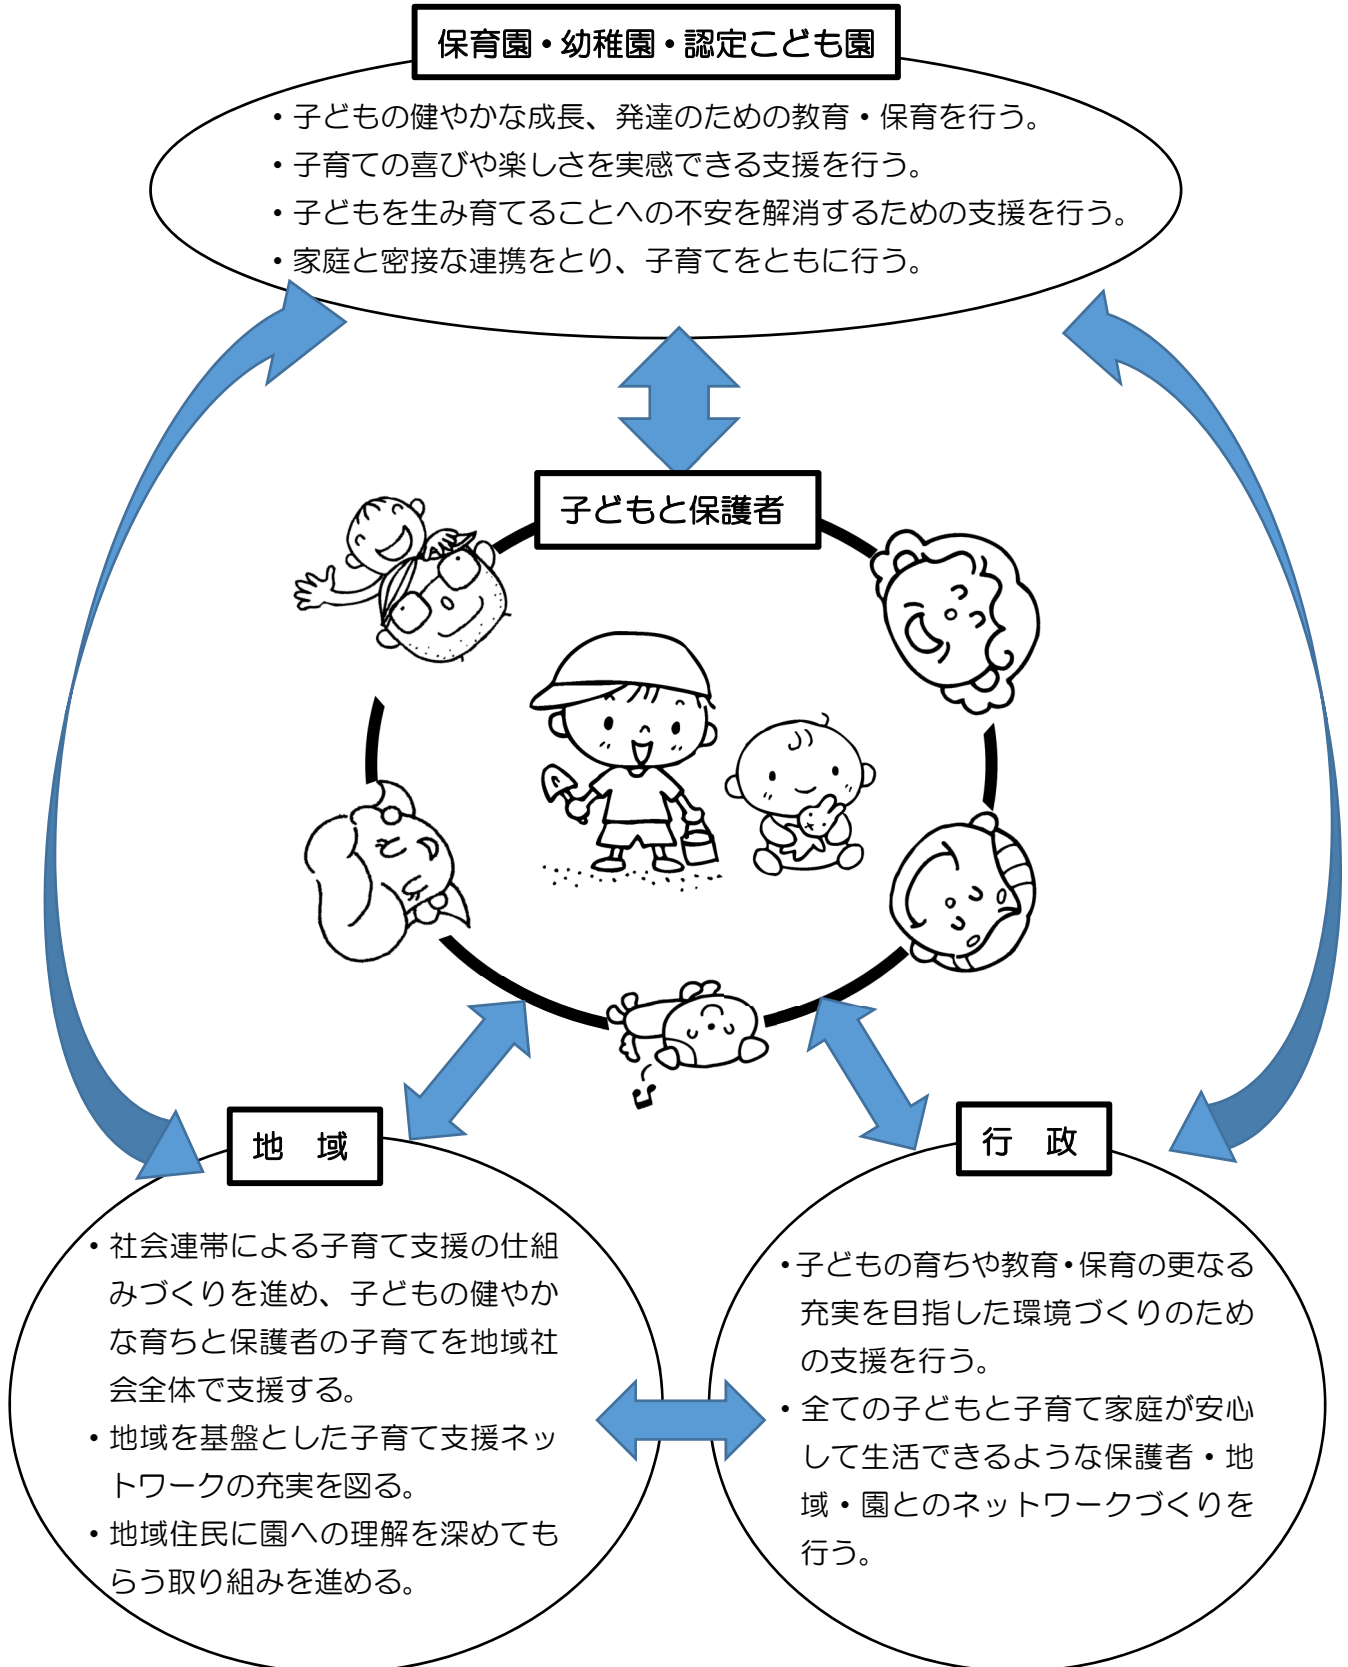 保育園・幼稚園・認定こども園
・子どもの健やかな成長、発達のための教育・保育を行う。
・子育ての喜びや楽しさを実感できる支援を行う。
・子どもを生み育てることへの不安を解消するための支援を行う。
・家庭と密接な連携をとり、子育てをともに行う。
子どもと保護者
地　域
・社会連帯による子育て支援の仕組
みづくりを進め、子どもの健やか
な育ちと保護者の子育てを地域社
会全体で支援する。
・地域を基盤とした子育て支援ネッ
トワークの充実を図る。
・地域住民に園への理解を深めても
らう取り組みを進める。
行　政
・子どもの育ちや教育・保育の更なる
充実を目指した環境づくりのため
の支援を行う。
・全ての子どもと子育て家庭が安心
して生活できるような保護者・地
域・園とのネットワークづくりを
行う。